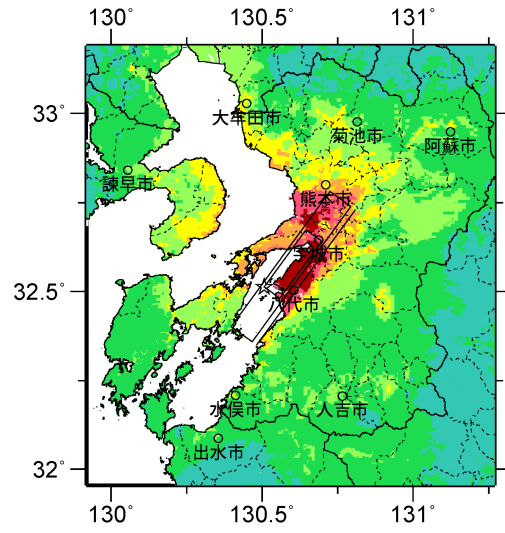 130° 130.5° 131°
33°
大牟田市
菊池市
阿蘇市
諫早市
熊本市
宇城市
32.5°
八代市
水俣市
人吉市
出水市
32°
130° 130.5° 131°